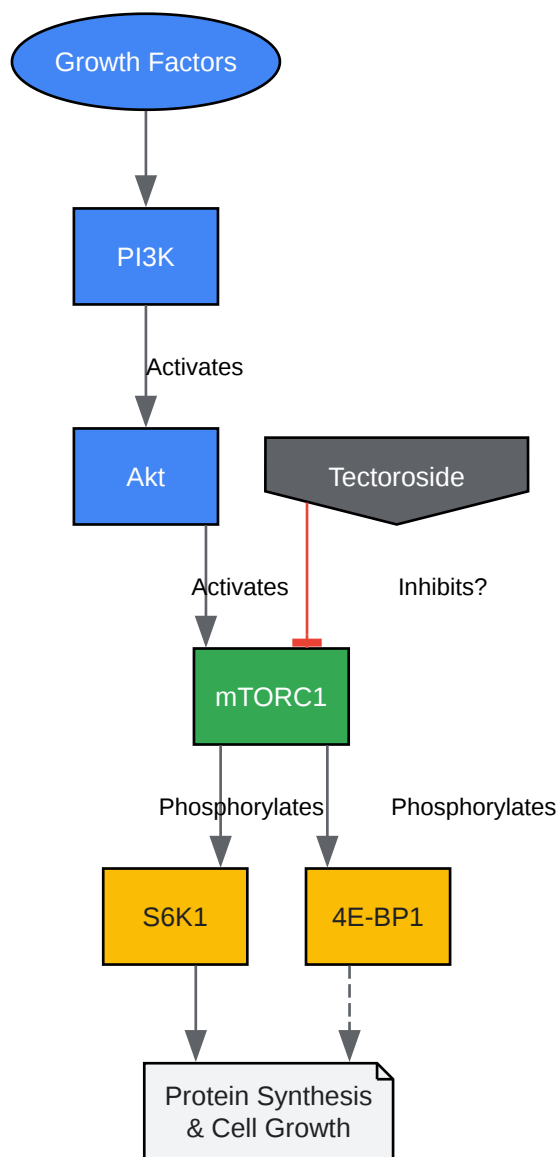 Growth Factors
PI3K
Activates
Akt
Tectoroside
Activates
Inhibits?
mTORC1
Phosphorylates
Phosphorylates
S6K1
4E-BP1
Protein Synthesis
& Cell Growth